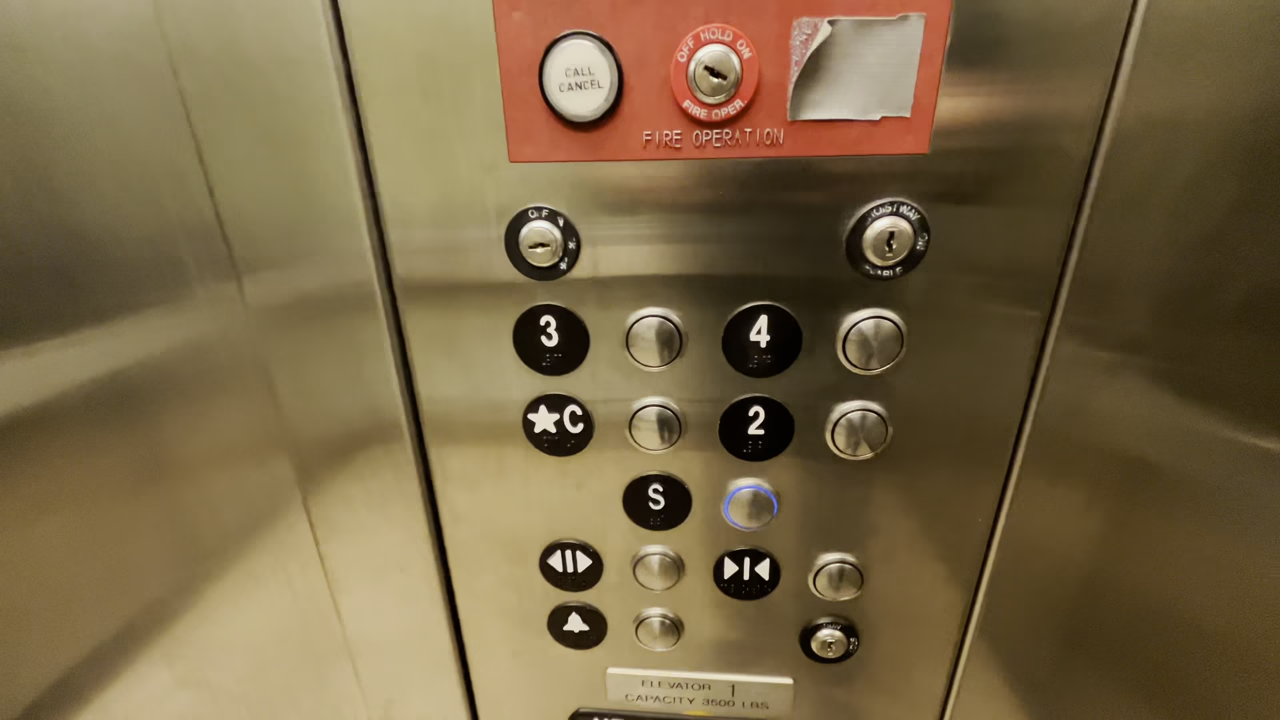 CALL
CANCEL
OFF HOLD ON
FIRE OPER.
FIRE OPERATION
3
4
★C
2
S
ELEVATOR 1
CAPACITY 3500 LBS